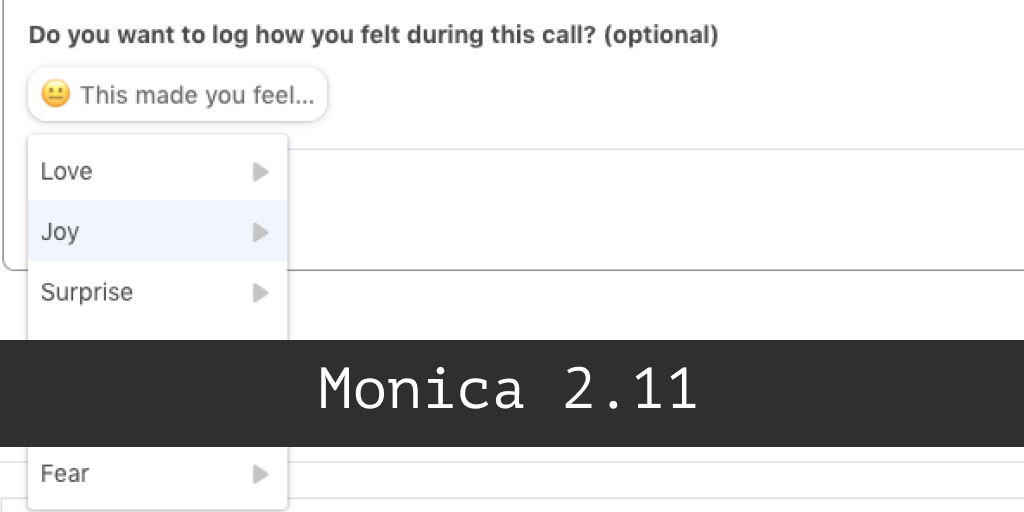 Do you want to log how you felt during this call? (optional)
😐 This made you feel...
Love
Joy
Surprise
Monica 2.11
Fear